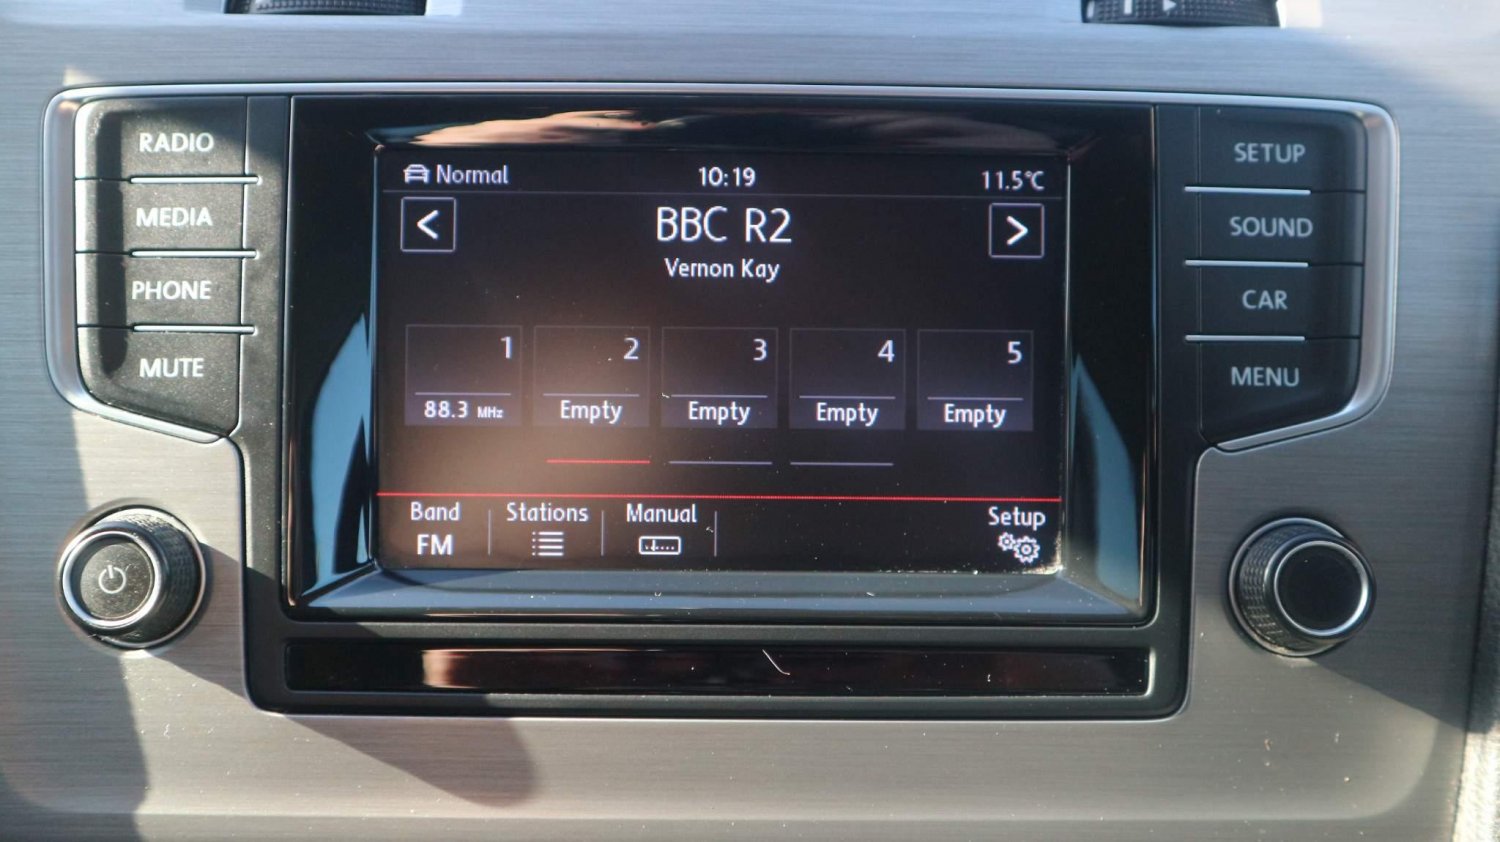 RADIO
MEDIA
PHONE
MUTE
Normal 10:19 11.5°C
< BBC R2 >
Vernon Kay
1 2 3 4 5
88.3 MHz Empty Empty Empty Empty
Band Stations Manual Setup
FM
SETUP
SOUND
CAR
MENU